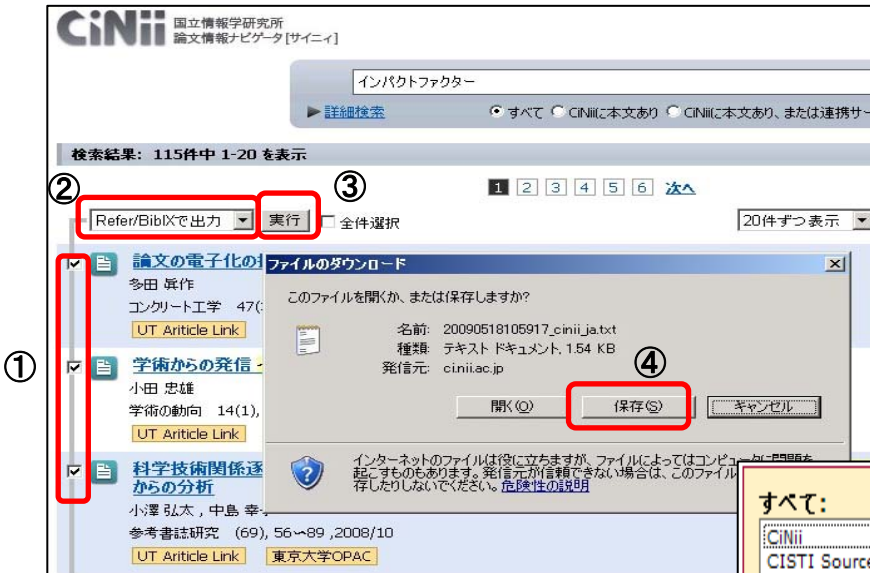 CiNii 国立情報学研究所
論文情報ナビゲータ[サイニィ]
インパクトファクター
▶詳細検索 すべて CiNiiに本文あり CiNiiに本文あり、または連携サー
検索結果: 115件中 1-20 を表示
② ③ 1 2 3 4 5 6 次へ
Refer/BibIXで出力 実行 全件選択 20件ずつ表示
論文の電子化の
多田 眞作
コンクリート工学 47(
UT Ariticle Link
①
学術からの発信 -
小田 忠雄
学術の動向 14(1),
UT Ariticle Link
科学技術関係逐
からの分析
小澤 弘太 , 中島 幸
参考書誌研究 (69), 56-89 ,2008/10
UT Ariticle Link 東京大学OPAC
ファイルのダウンロード
このファイルを開くか、または保存しますか?
名前: 20090518105917_cinii_ja.txt
種類: テキスト ドキュメント, 1.54 KB
発信元: ci.nii.ac.jp
④
開く(O) 保存(S) キャンセル
インターネットのファイルは役に立ちますが、ファイルによってはコンピュータに問題を
起こすものもあります。発信元が信頼できない場合は、このファイル
存したりしないでください。危険性の説明
すべて:
CiNii
CISTI Source